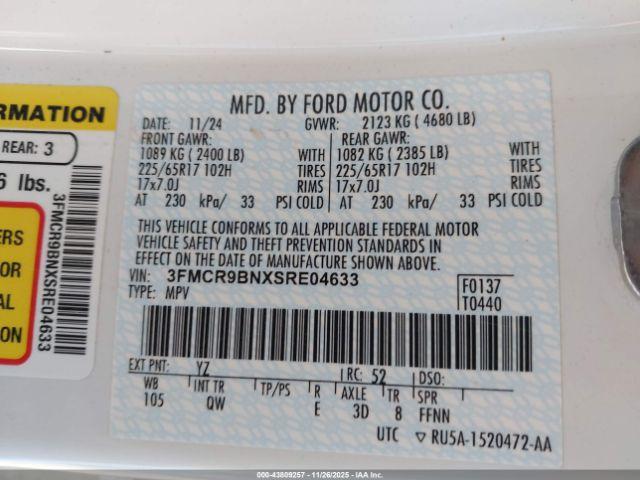 ORMATION
REAR: 3
6 lbs.
ERS
OR
AL
ON
3FMCR9BNXSRE04633
MFD. BY FORD MOTOR CO.
DATE: 11/24 GVWR: 2123 KG ( 4680 LB)
FRONT GAWR: REAR GAWR:
1089 KG ( 2400 LB) WITH 1082 KG ( 2385 LB) WITH
225/65R17 102H TIRES 225/65R17 102H TIRES
17x7.0J RIMS 17x7.0J RIMS
AT 230 kPa/ 33 PSI COLD AT 230 kPa/ 33 PSI COLD
THIS VEHICLE CONFORMS TO ALL APPLICABLE FEDERAL MOTOR
VEHICLE SAFETY AND THEFT PREVENTION STANDARDS IN
EFFECT ON THE DATE OF MANUFACTURE SHOWN ABOVE.
VIN: 3FMCR9BNXSRE04633 F0137
TYPE: MPV T0440
EXT PNT: YZ RC: 52 DSO:
WB INT TR TP/PS R AXLE TR SPR
105 QW E 3D 8 FFNN
UTC ▽ RU5A-1520472-AA
000-43809257 - 11/26/2025 - IAAI.COM